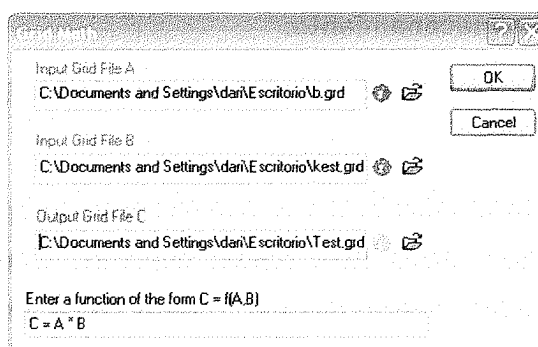 Grid Math
Input Grid File A
OK
C:\Documents and Settings\dari\Escritorio\b.grd
Cancel
Input Grid File B
C:\Documents and Settings\dari\Escritorio\kest.grd
Output Grid File C
C:\Documents and Settings\dari\Escritorio\Test.grd
Enter a function of the form C = f(A,B)
C = A * B